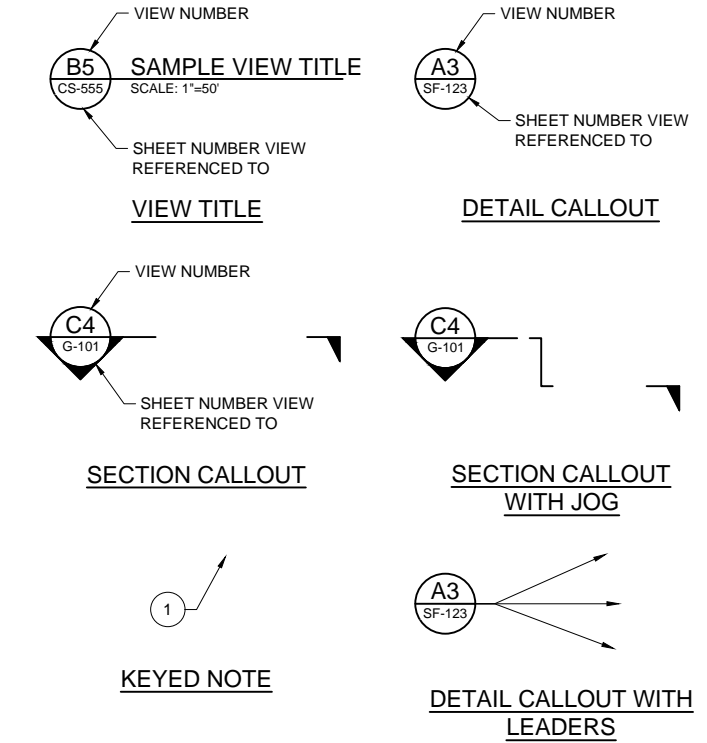 VIEW NUMBER
B5
CS-555
SAMPLE VIEW TITLE
SCALE: 1"=50'
SHEET NUMBER VIEW
REFERENCED TO
VIEW TITLE
VIEW NUMBER
A3
SF-123
SHEET NUMBER VIEW
REFERENCED TO
DETAIL CALLOUT
VIEW NUMBER
C4
G-101
SHEET NUMBER VIEW
REFERENCED TO
SECTION CALLOUT
C4
G-101
SECTION CALLOUT
WITH JOG
1
KEYED NOTE
A3
SF-123
DETAIL CALLOUT WITH
LEADERS